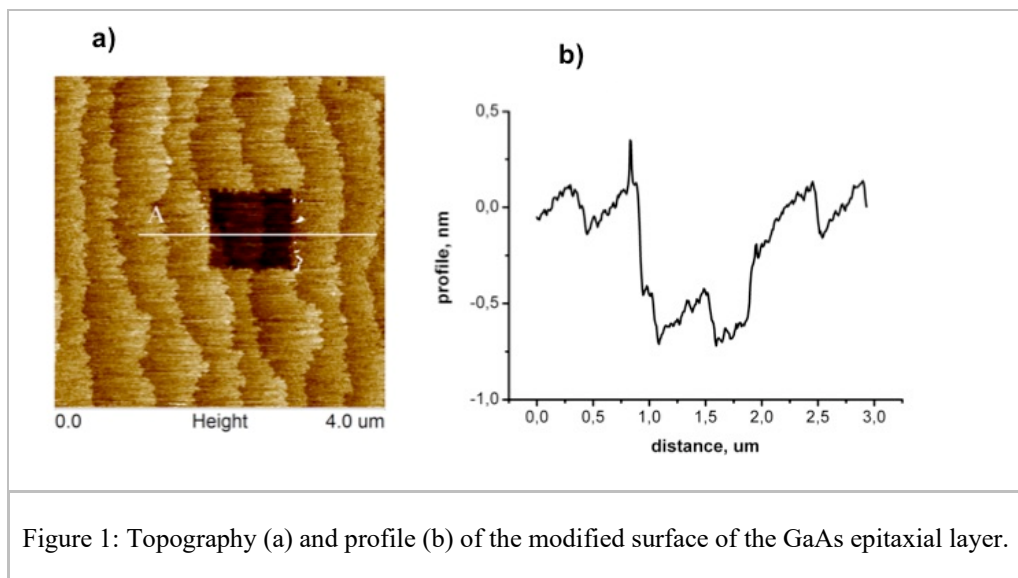 a)
A
0.0 Height 4.0 um
b)
profile, nm
0,5
0,0
-0,5
-1,0
0,0 0,5 1,0 1,5 2,0 2,5 3,0
distance, um
Figure 1: Topography (a) and profile (b) of the modified surface of the GaAs epitaxial layer.